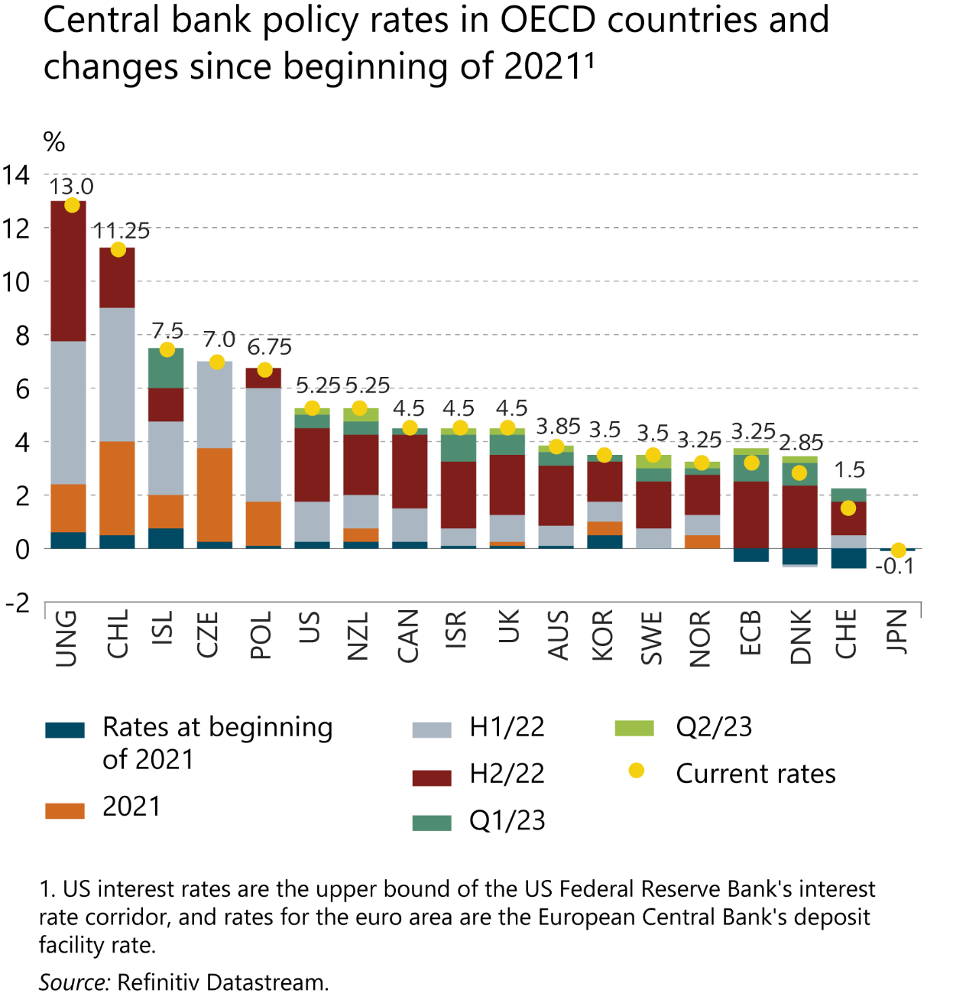 Central bank policy rates in OECD countries and
changes since beginning of 2021¹
%
14
12
10
8
6
4
2
0
-2
13.0
11.25
7.5
7.0
6.75
5.25
5.25
4.5
4.5
4.5
3.85
3.5
3.5
3.25
3.25
2.85
1.5
-0.1
UNG
CHL
ISL
CZE
POL
US
NZL
CAN
ISR
UK
AUS
KOR
SWE
NOR
ECB
DNK
CHE
JPN
Rates at beginning
of 2021
2021
H1/22
H2/22
Q1/23
Q2/23
Current rates
1. US interest rates are the upper bound of the US Federal Reserve Bank's interest
rate corridor, and rates for the euro area are the European Central Bank's deposit
facility rate.
Source: Refinitiv Datastream.